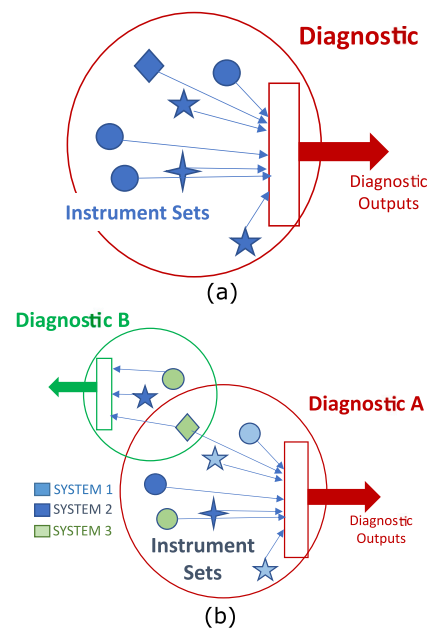 Diagnostic
Diagnostic
Outputs
Instrument Sets
(a)
Diagnostic B
Diagnostic A
SYSTEM 1
SYSTEM 2
SYSTEM 3
Instrument
Sets
Diagnostic
Outputs
(b)